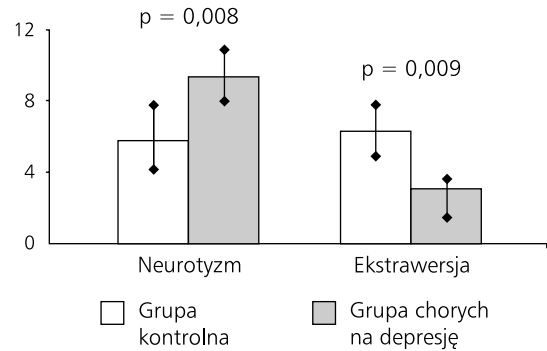 12
p = 0,008
p = 0,009
8
4
0
Neurotyzm
Ekstrawersja
Grupa
kontrolna
Grupa chorych
na depresję